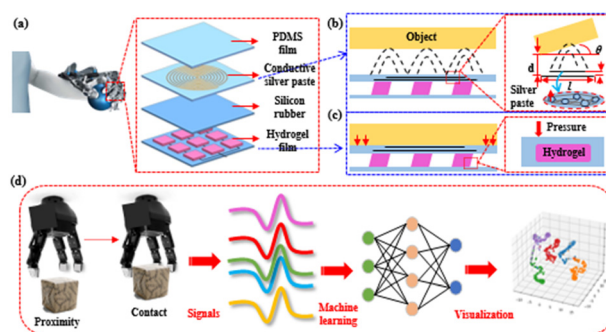 (a)
PDMS
film
Conductive
silver paste
Silicon
rubber
Hydrogel
film
(b)
Object
θ
d
l
Silver
paste
(c)
Pressure
Hydrogel
(d)
Proximity
Contact
Signals
Machine
learning
Visualization